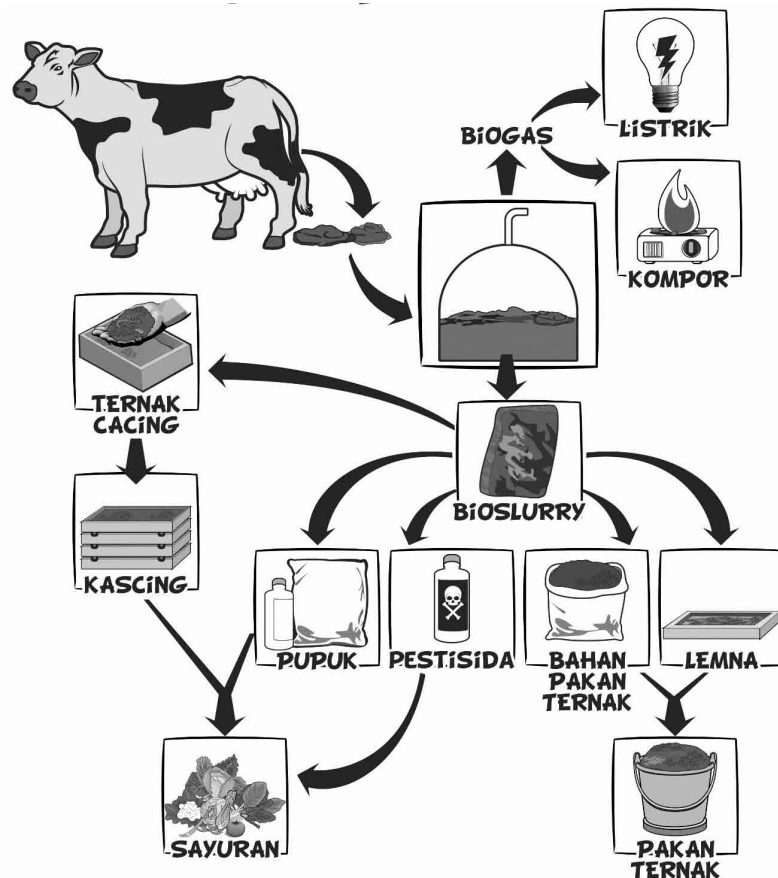 LISTRIK
BIOGAS
KOMPOR
TERNAK
CACING
BIOSLURRY
KASCING
PUPUK
PESTISIDA
BAHAN
PAKAN
TERNAK
LEMNA
SAYURAN
PAKAN
TERNAK